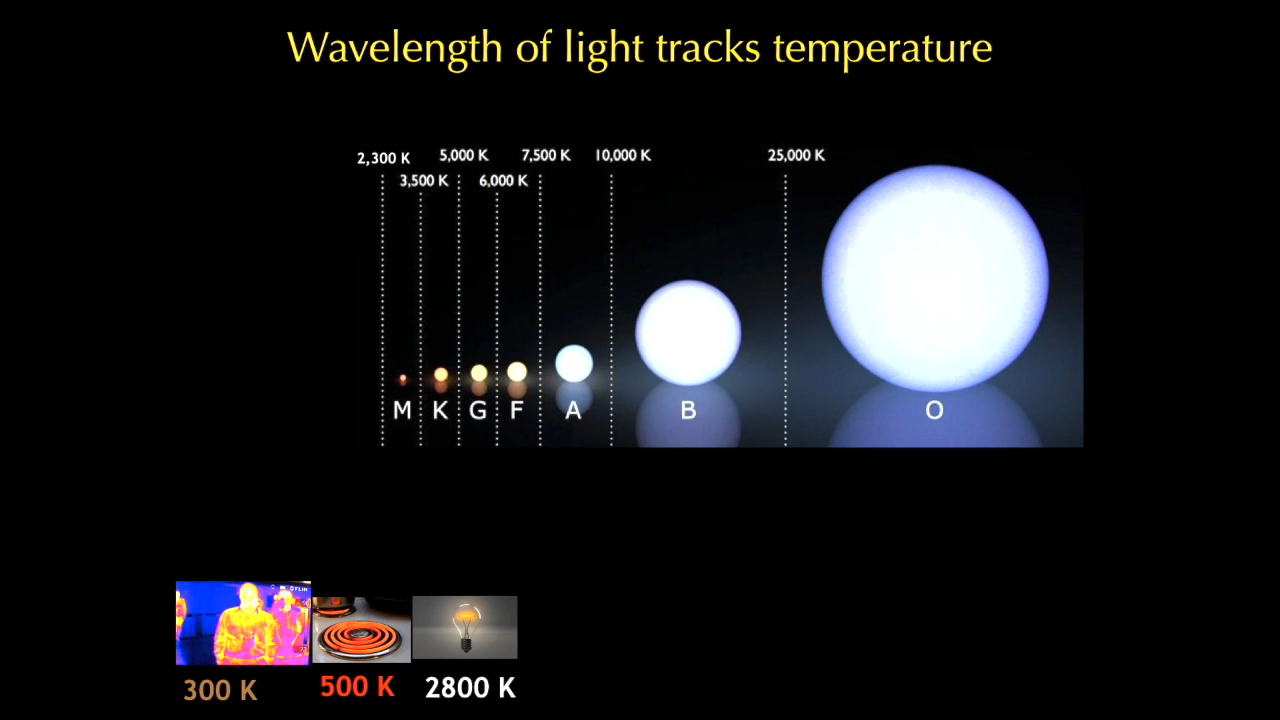 Wavelength of light tracks temperature
2,300 K
5,000 K
7,500 K
10,000 K
25,000 K
3,500 K
6,000 K
M
K
G
F
A
B
O
FLIR
300 K
500 K
2800 K